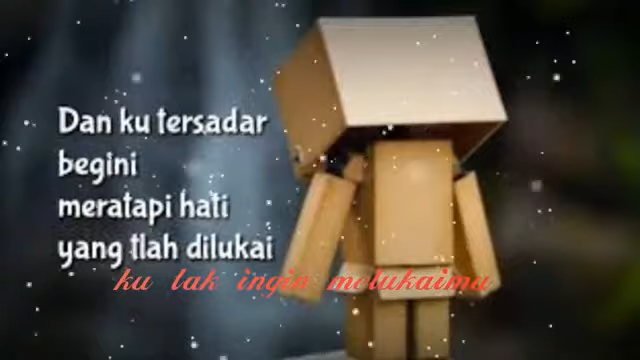 Dan ku tersadar
begini
meratapi hati
yang tlah dilukai
ku tak ingin melukaimu